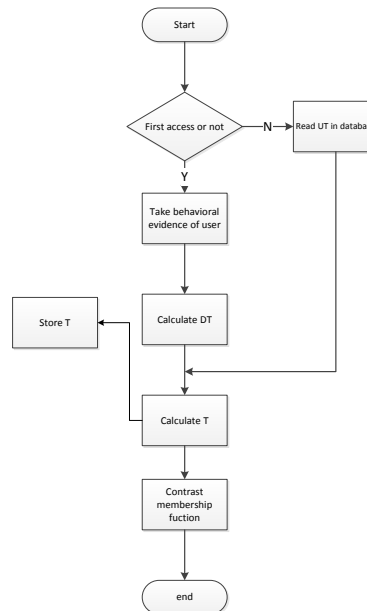 Start
First access or not
N
Read UT in databas
Y
Take behavioral
evidence of user
Calculate DT
Store T
Calculate T
Contrast
membership
fuction
end